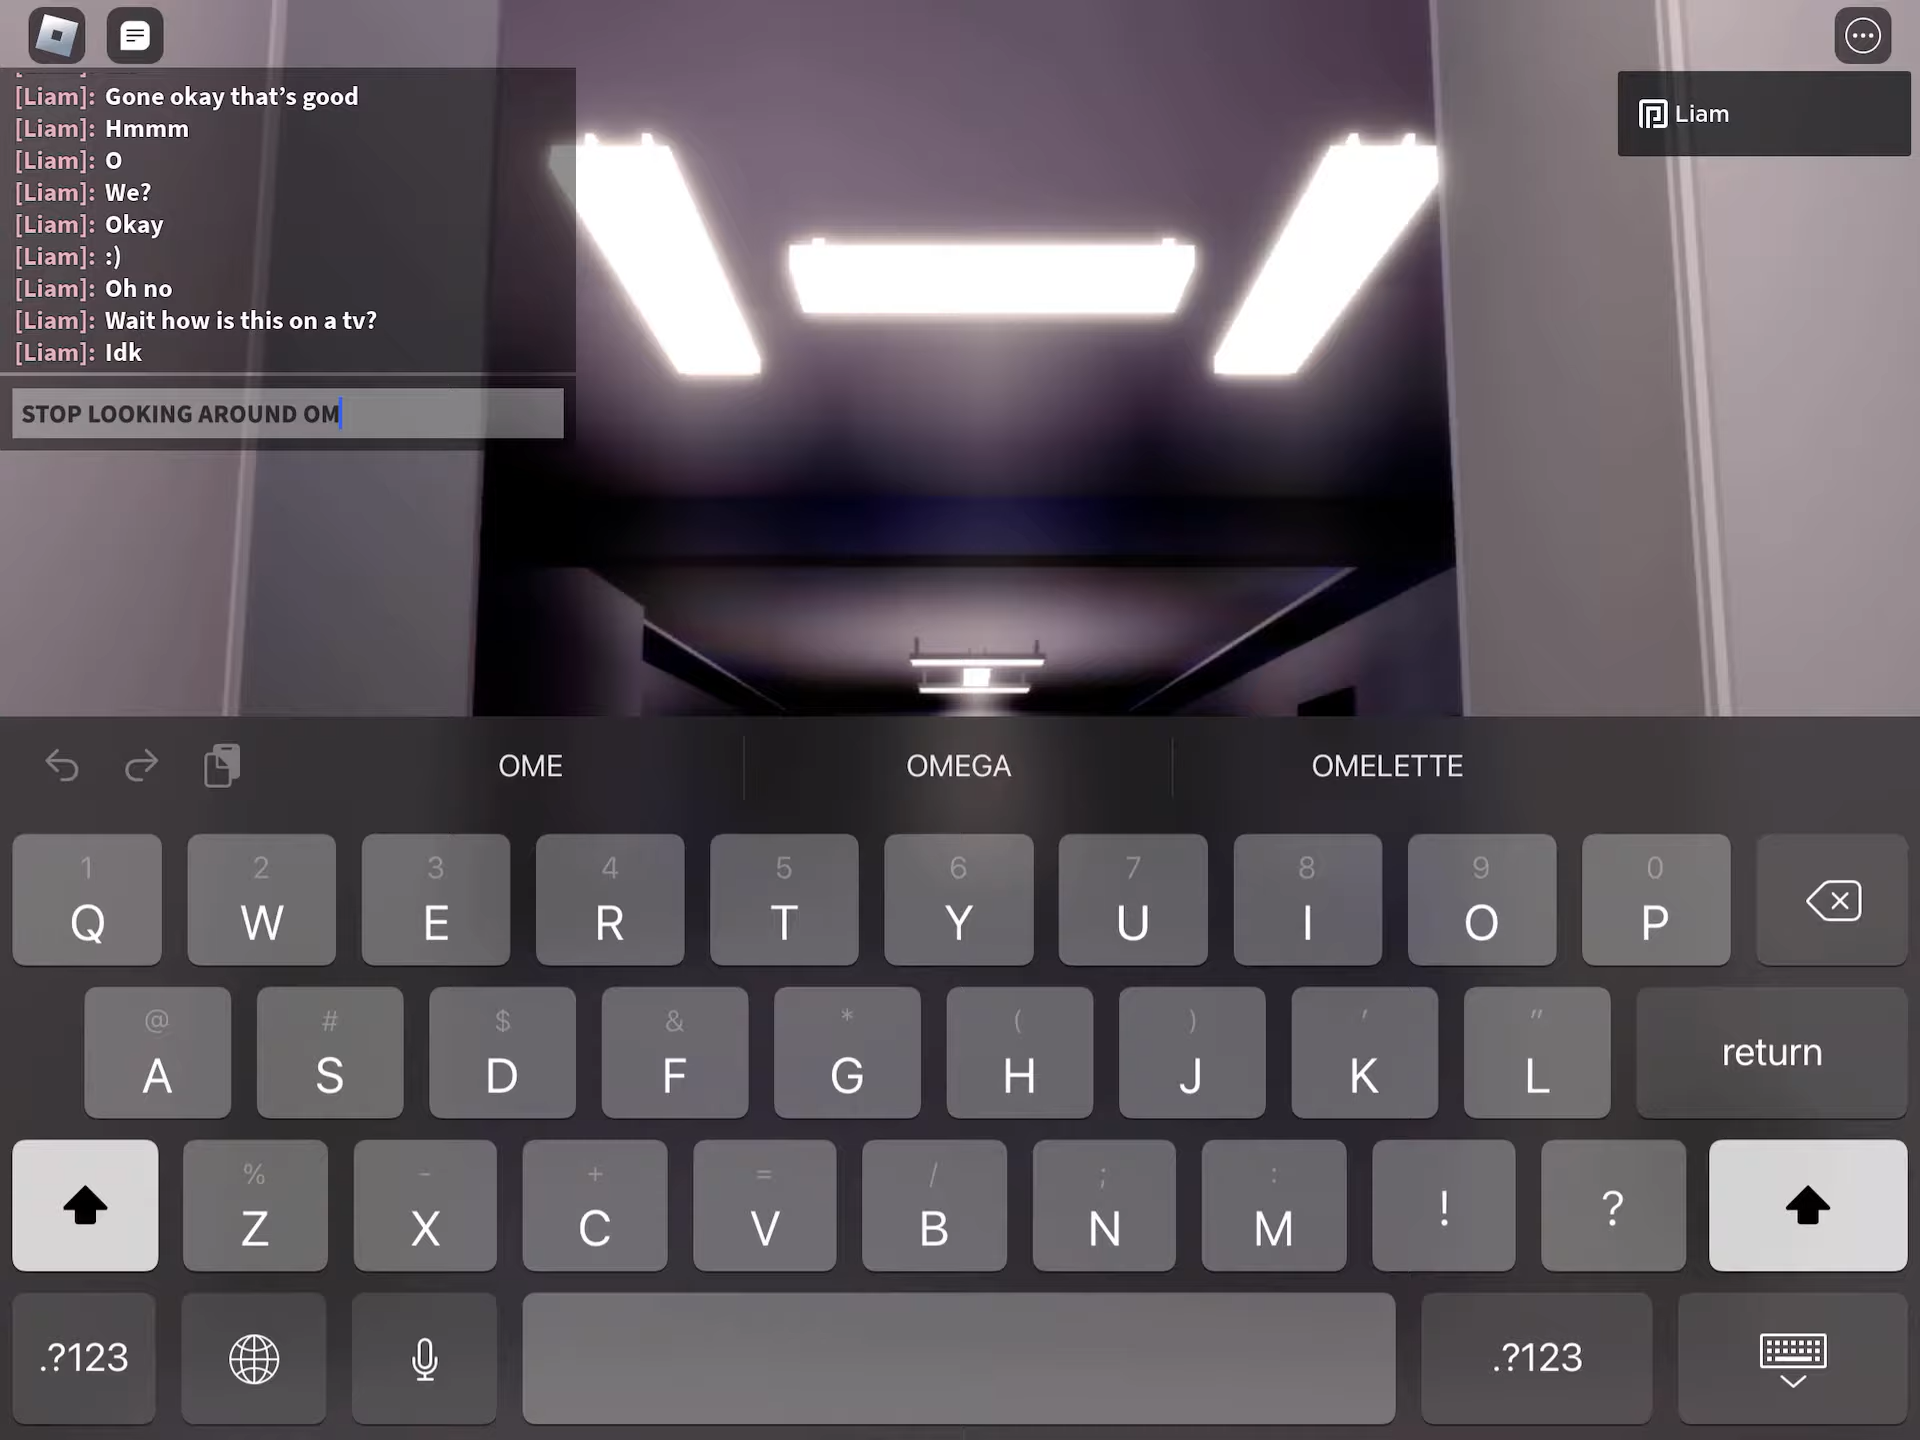 [Liam]: Gone okay that’s good
[Liam]: Hmmm
[Liam]: O
[Liam]: We?
[Liam]: Okay
[Liam]: :)
[Liam]: Oh no
[Liam]: Wait how is this on a tv?
[Liam]: Idk
STOP LOOKING AROUND OM
Liam
OME OMEGA OMELETTE
1 2 3 4 5 6 7 8 9 0
Q W E R T Y U I O P
@ # $ & * ( ) ' "
A S D F G H J K L return
% - + = / ; :
Z X C V B N M ! ?
.?123 .?123